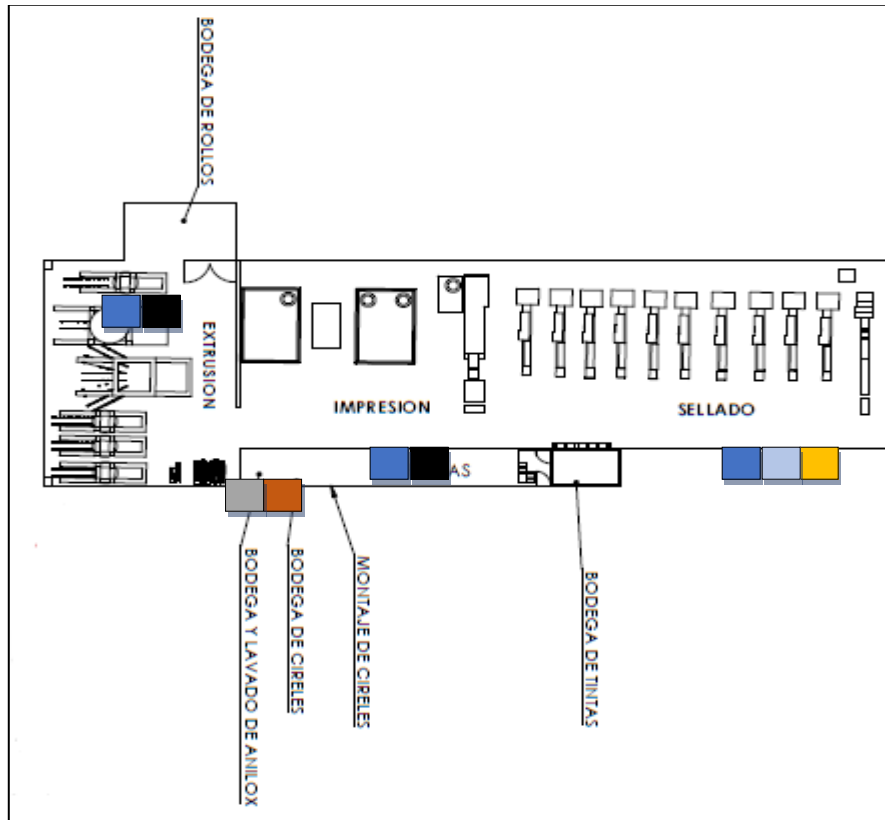 BODEGA DE ROLLOS
EXTRUSION
IMPRESION
SELLADO
AS
BODEGA Y LAVADO DE ANILOX
BODEGA DE CIRELES
MONTAJE DE CIRELES
BODEGA DE TINTAS